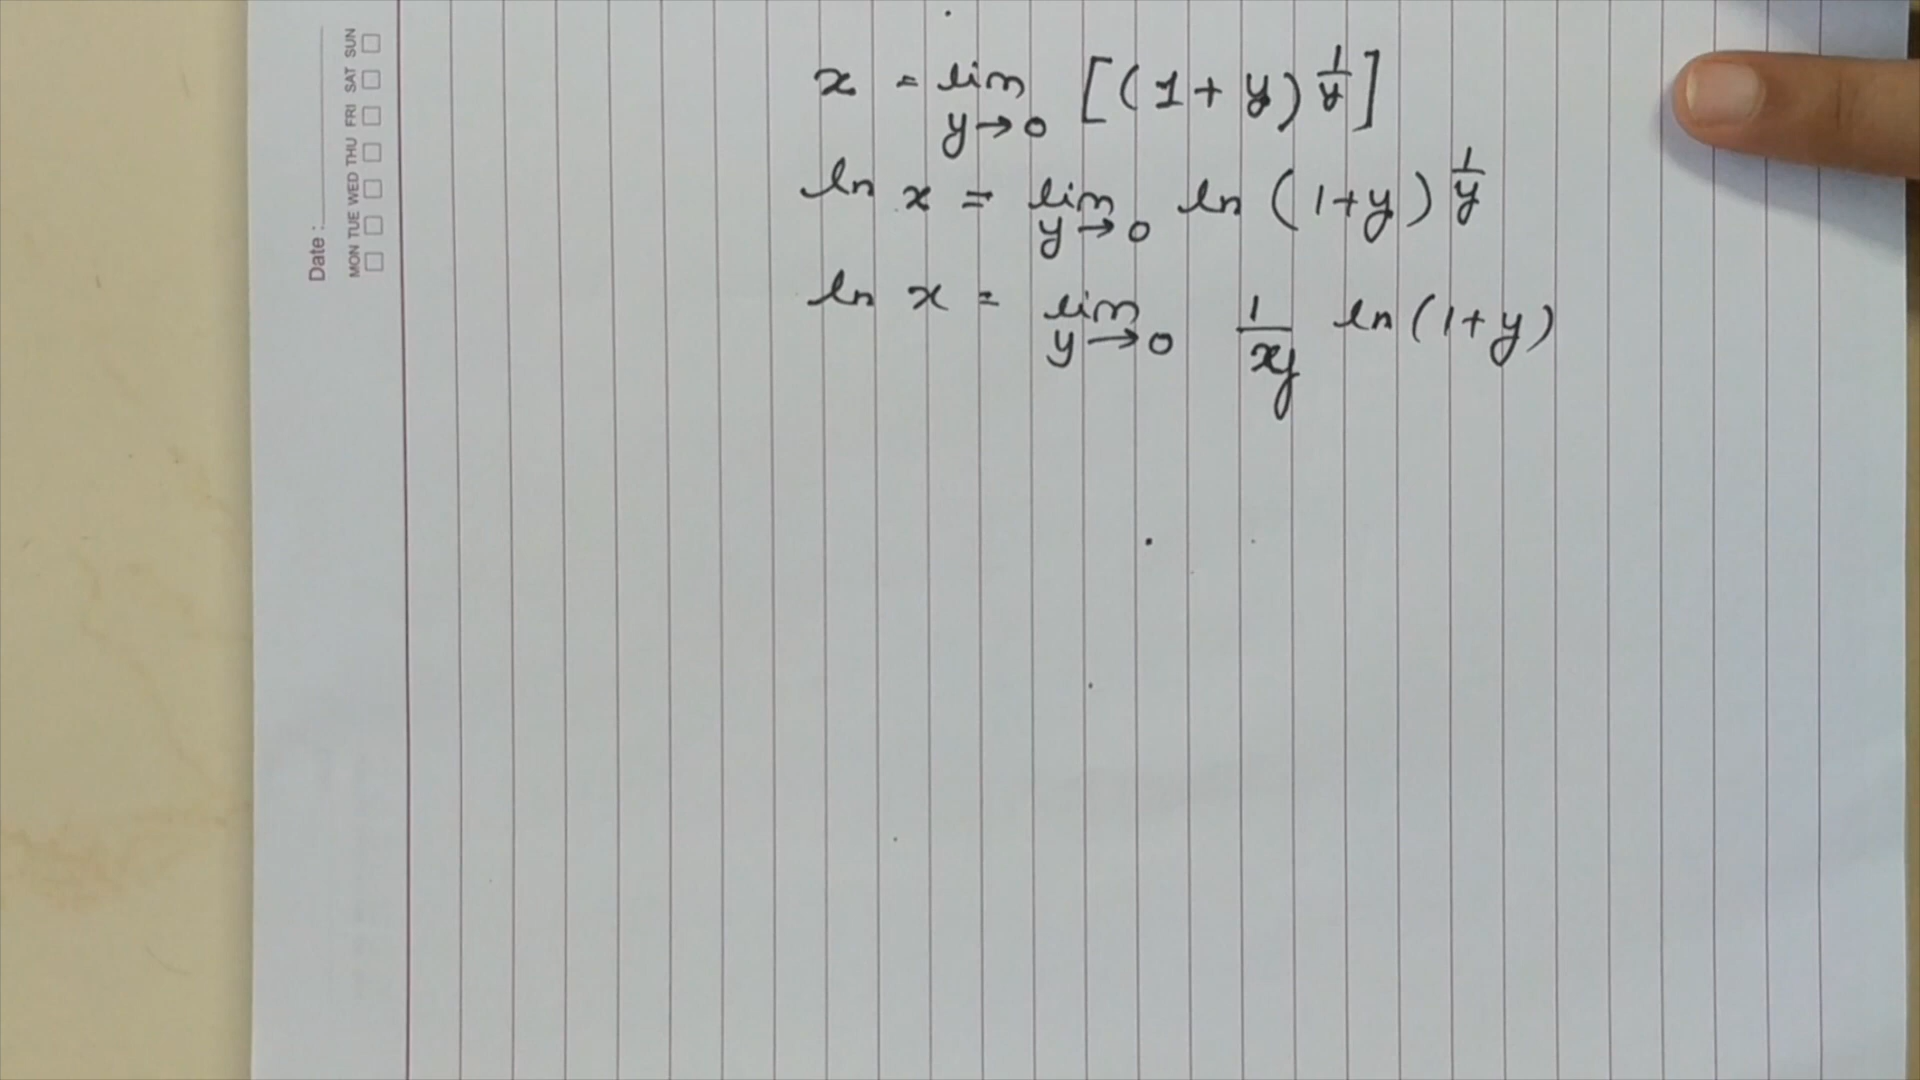 x = lim [(1+y)^{1/y}]
y→0
ln x = lim ln (1+y)^{1/y}
y→0
ln x = lim 1/xy ln(1+y)
y→0
Date :
MON TUE WED THU FRI SAT SUN